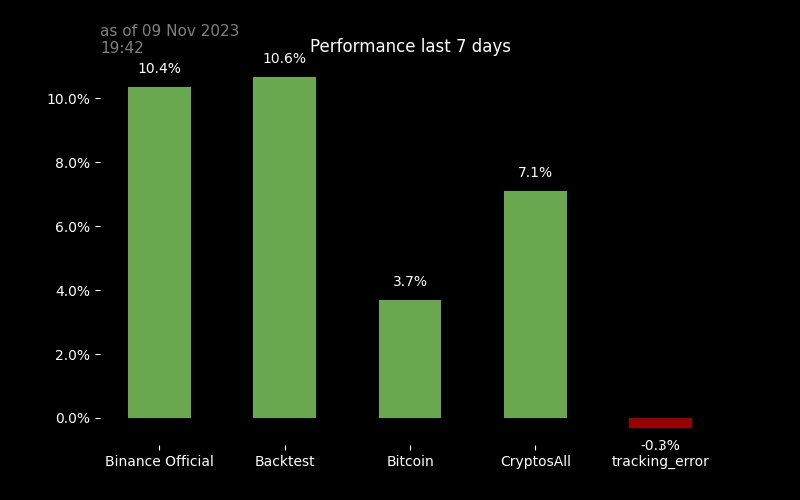 as of 09 Nov 2023
19:42
Performance last 7 days
10.4%
10.6%
3.7%
7.1%
-0.3%
10.0%
8.0%
6.0%
4.0%
2.0%
0.0%
Binance Official
Backtest
Bitcoin
CryptosAll
tracking_error